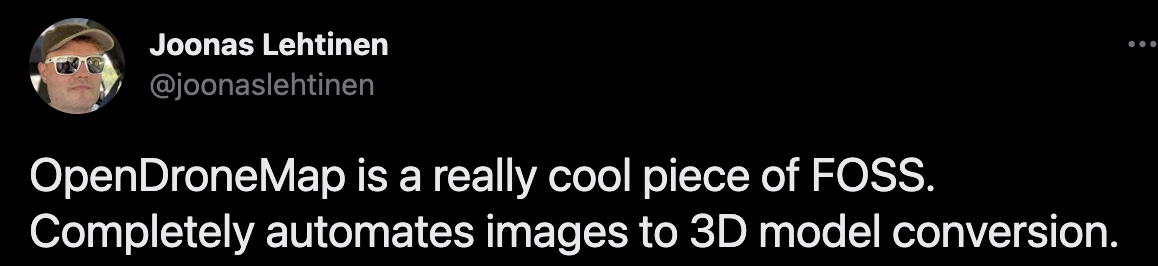 Joonas Lehtinen
@joonaslehtinen
OpenDroneMap is a really cool piece of FOSS.
Completely automates images to 3D model conversion.